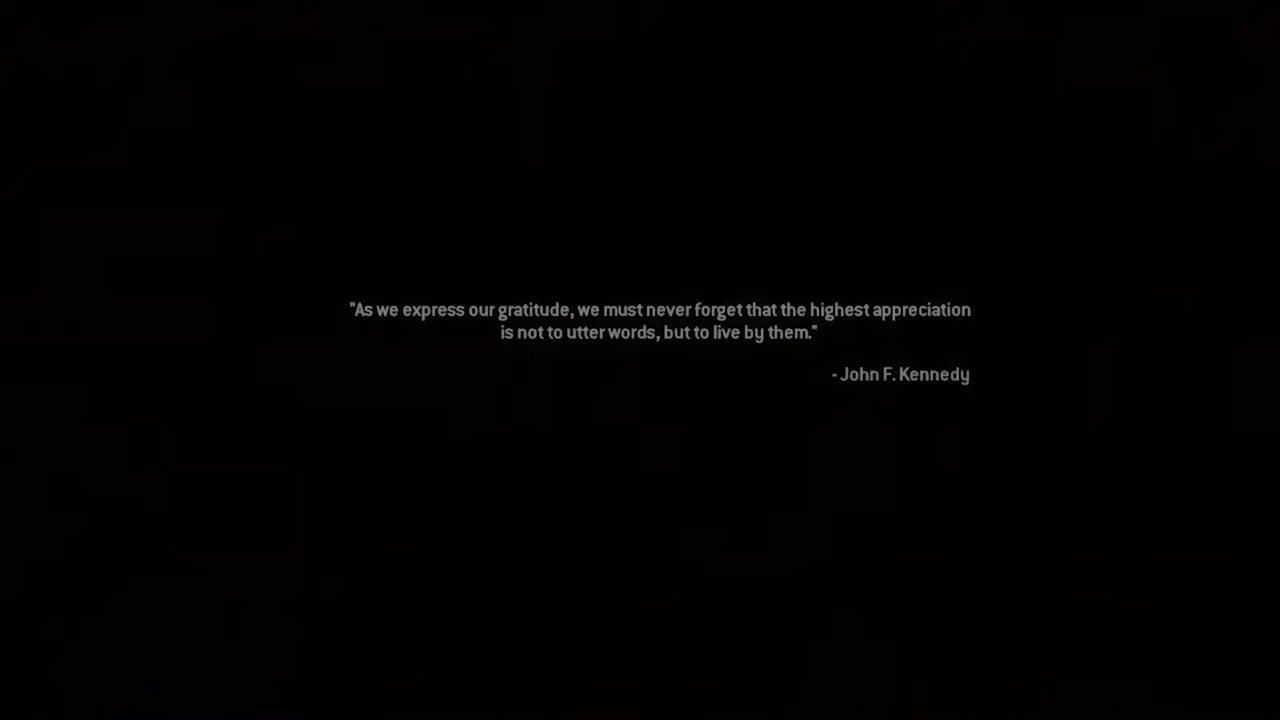 "As we express our gratitude, we must never forget that the highest appreciation
is not to utter words, but to live by them."
- John F. Kennedy